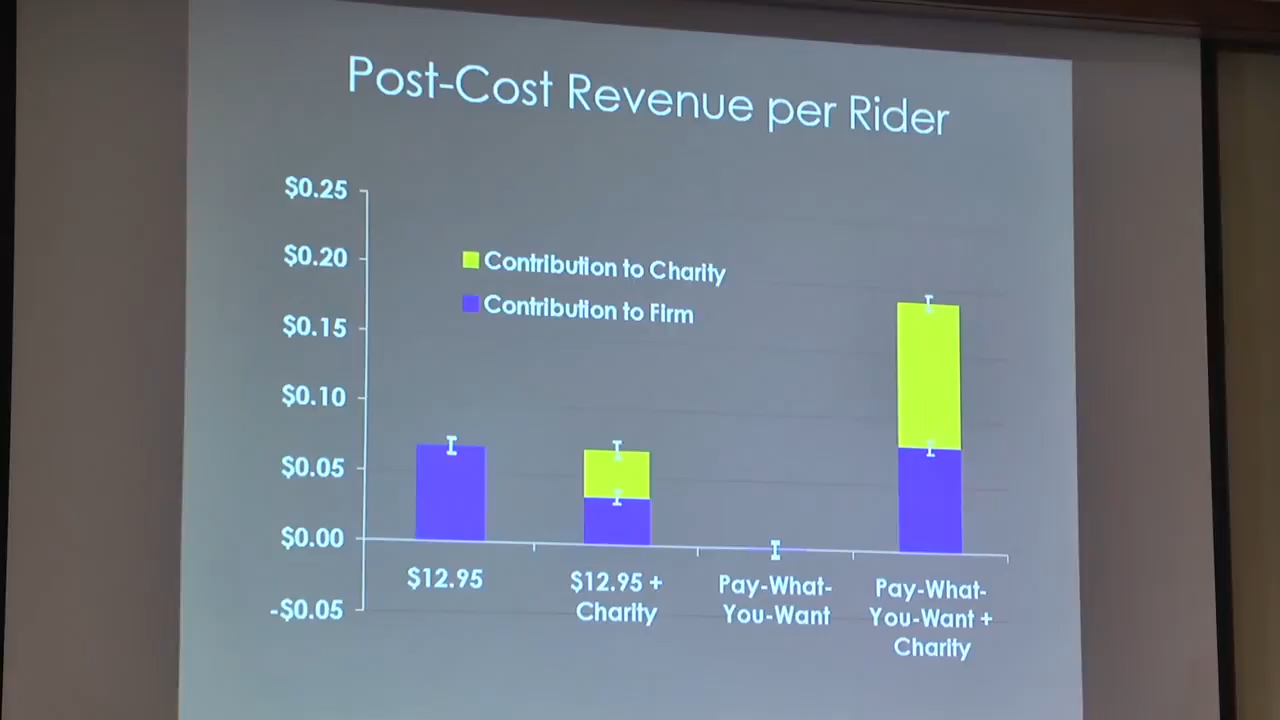 Post-Cost Revenue per Rider
$0.25
$0.20
$0.15
$0.10
$0.05
$0.00
-$0.05
Contribution to Charity
Contribution to Firm
$12.95
$12.95 +
Charity
Pay-What-
You-Want
Pay-What-
You-Want +
Charity